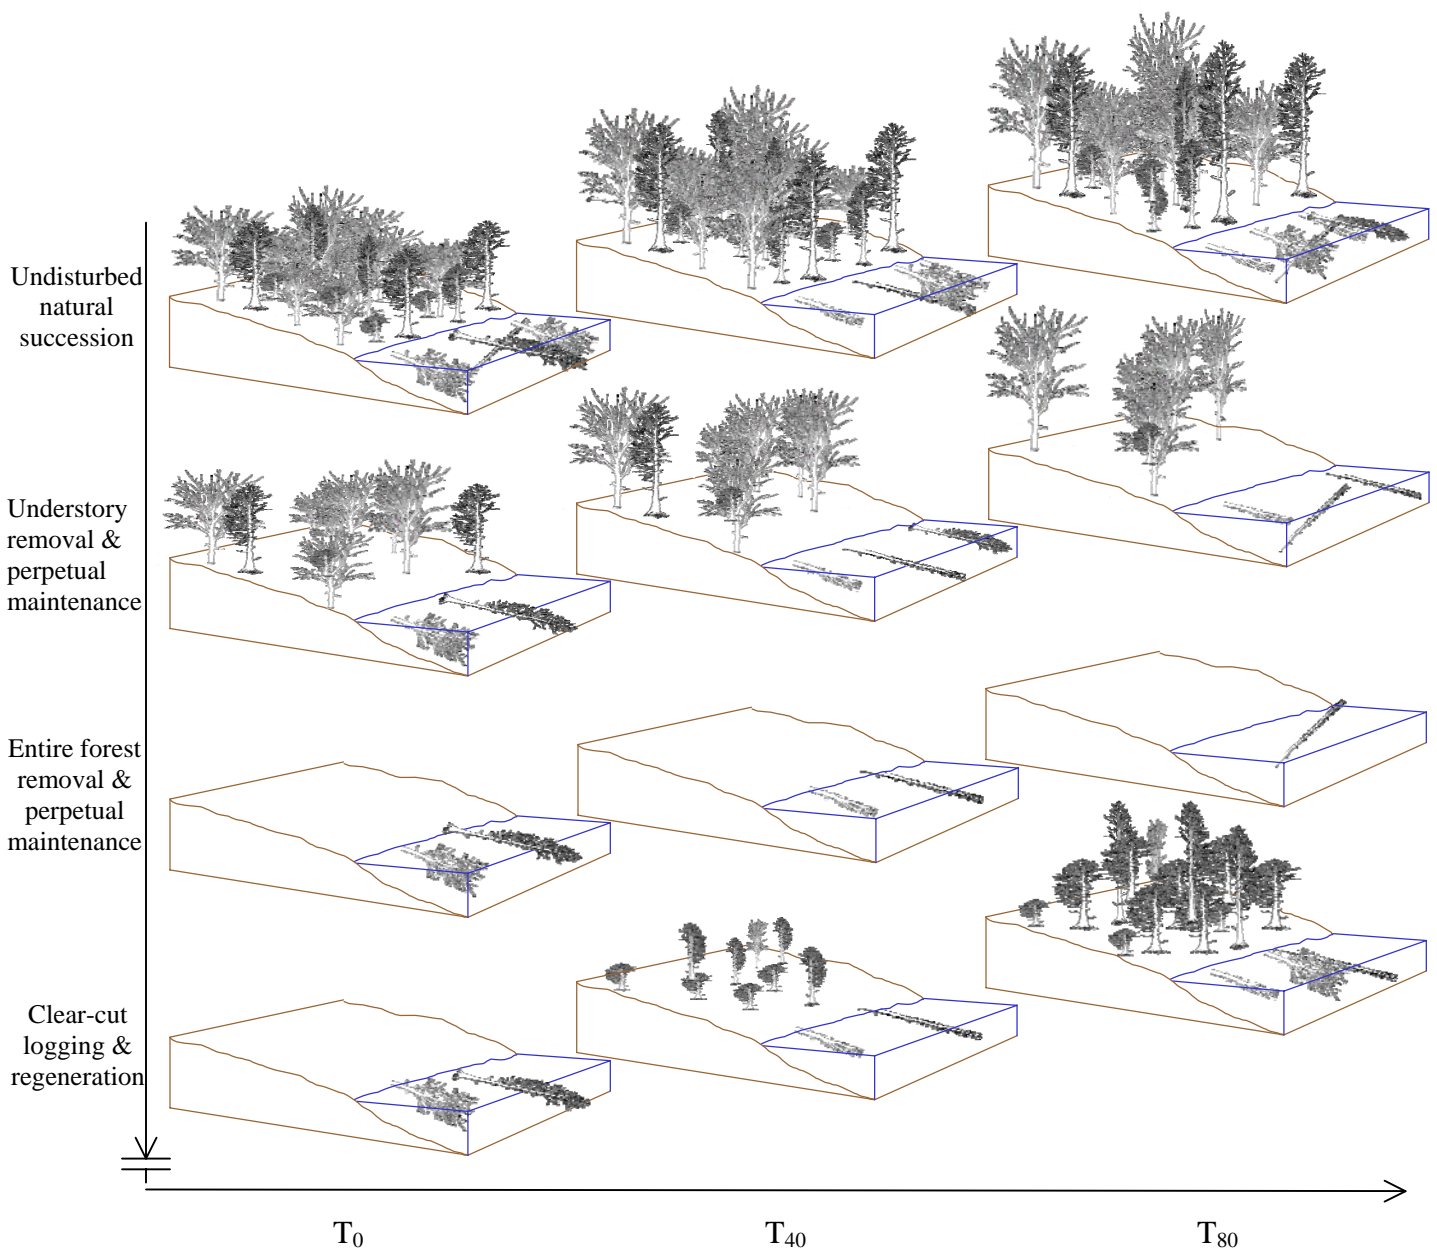 Undisturbed
natural
succession
Understory
removal &
perpetual
maintenance
Entire forest
removal &
perpetual
maintenance
Clear-cut
logging &
regeneration
T0
T40
T80